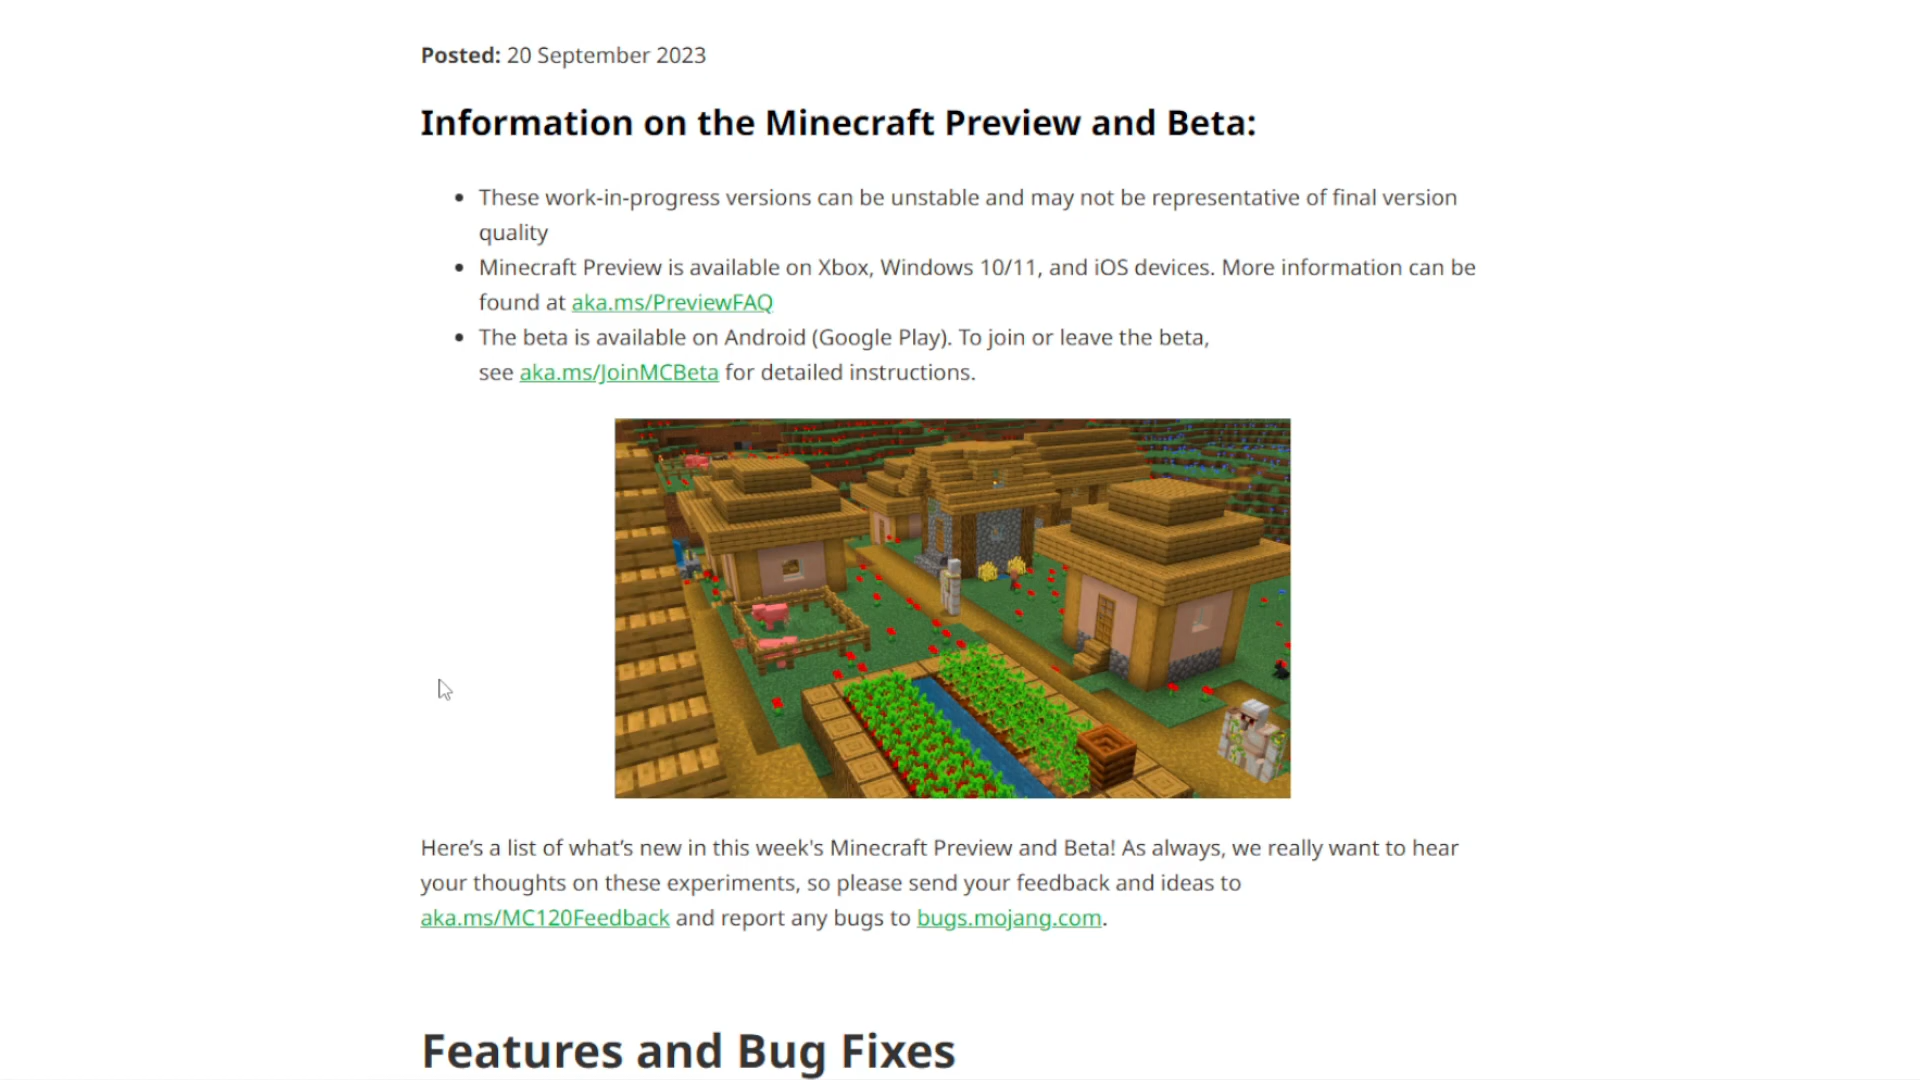 Posted: 20 September 2023
Information on the Minecraft Preview and Beta:
These work-in-progress versions can be unstable and may not be representative of final version
quality
Minecraft Preview is available on Xbox, Windows 10/11, and iOS devices. More information can be
found at aka.ms/PreviewFAQ
The beta is available on Android (Google Play). To join or leave the beta,
see aka.ms/JoinMCBeta for detailed instructions.
Here’s a list of what’s new in this week's Minecraft Preview and Beta! As always, we really want to hear
your thoughts on these experiments, so please send your feedback and ideas to
aka.ms/MC120Feedback and report any bugs to bugs.mojang.com.
Features and Bug Fixes